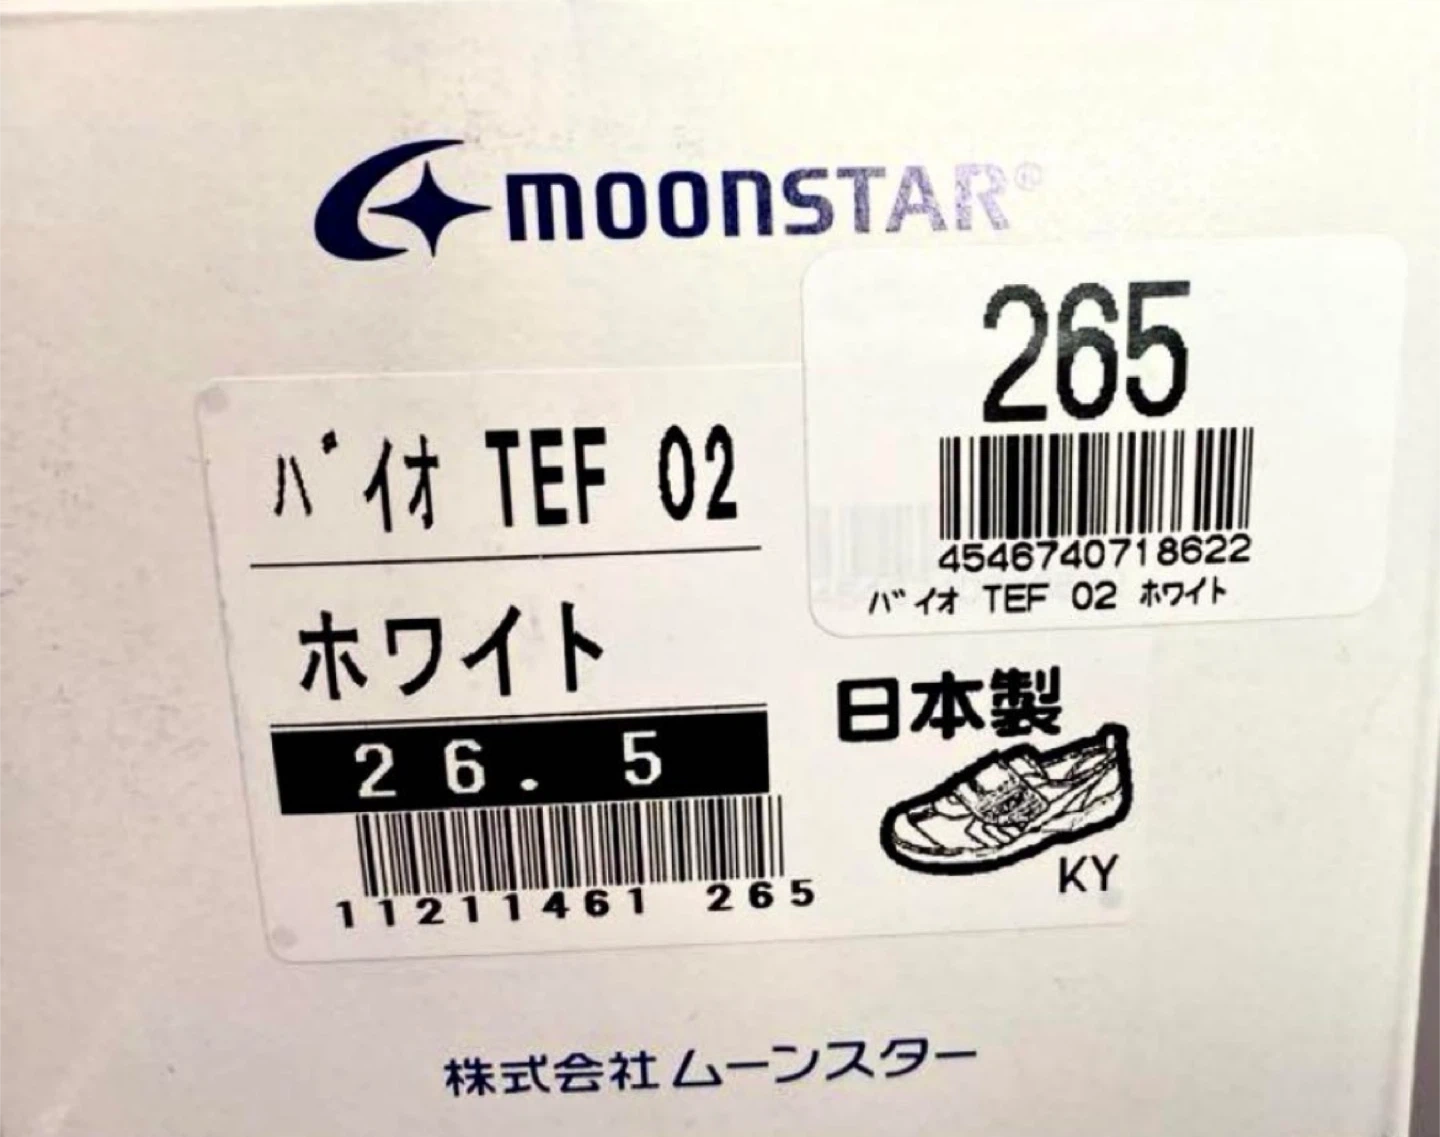 MOONSTAR®
265
4546740718622
バイオ TEF 02 ホワイト
バイオ TEF 02
ホワイト
26.5
11211461 265
日本製
KY
株式会社ムーンスター